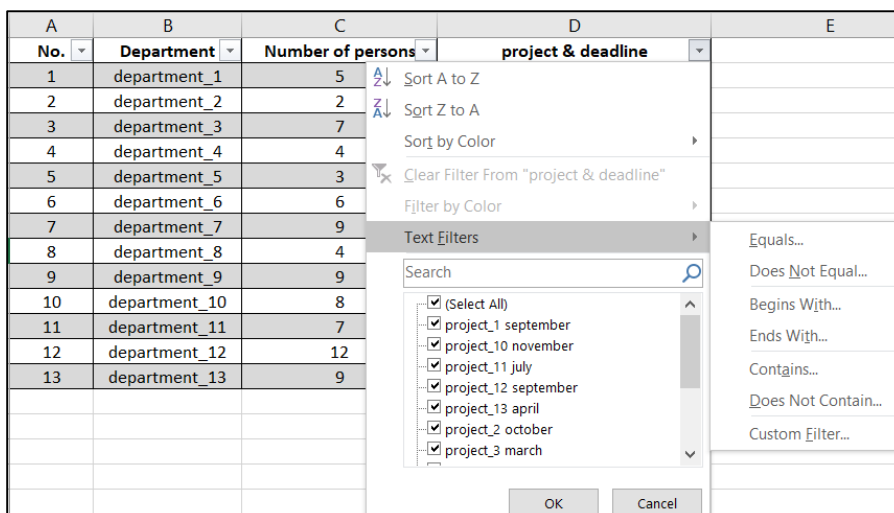 A B C D E
No. Department Number of persons project & deadline
1 department_1 5
2 department_2 2
3 department_3 7
4 department_4 4
5 department_5 3
6 department_6 6
7 department_7 9
8 department_8 4
9 department_9 9
10 department_10 8
11 department_11 7
12 department_12 12
13 department_13 9
Sort A to Z
Sort Z to A
Sort by Color
Clear Filter From "project & deadline"
Filter by Color
Text Filters
Search
(Select All)
project_1 september
project_10 november
project_11 july
project_12 september
project_13 april
project_2 october
project_3 march
OK Cancel
Equals...
Does Not Equal...
Begins With...
Ends With...
Contains...
Does Not Contain...
Custom Filter...